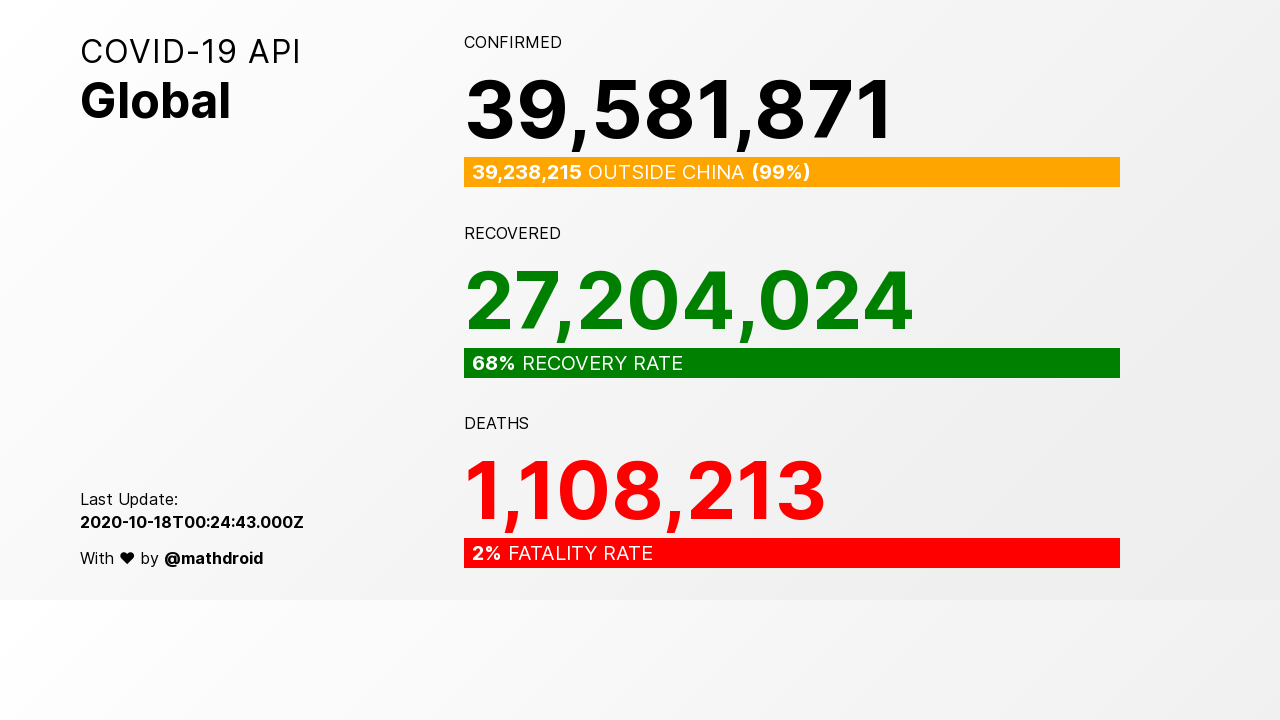 COVID-19 API
Global
CONFIRMED
39,581,871
39,238,215 OUTSIDE CHINA (99%)
RECOVERED
27,204,024
68% RECOVERY RATE
DEATHS
1,108,213
2% FATALITY RATE
Last Update:
2020-10-18T00:24:43.000Z
With ♥ by @mathdroid